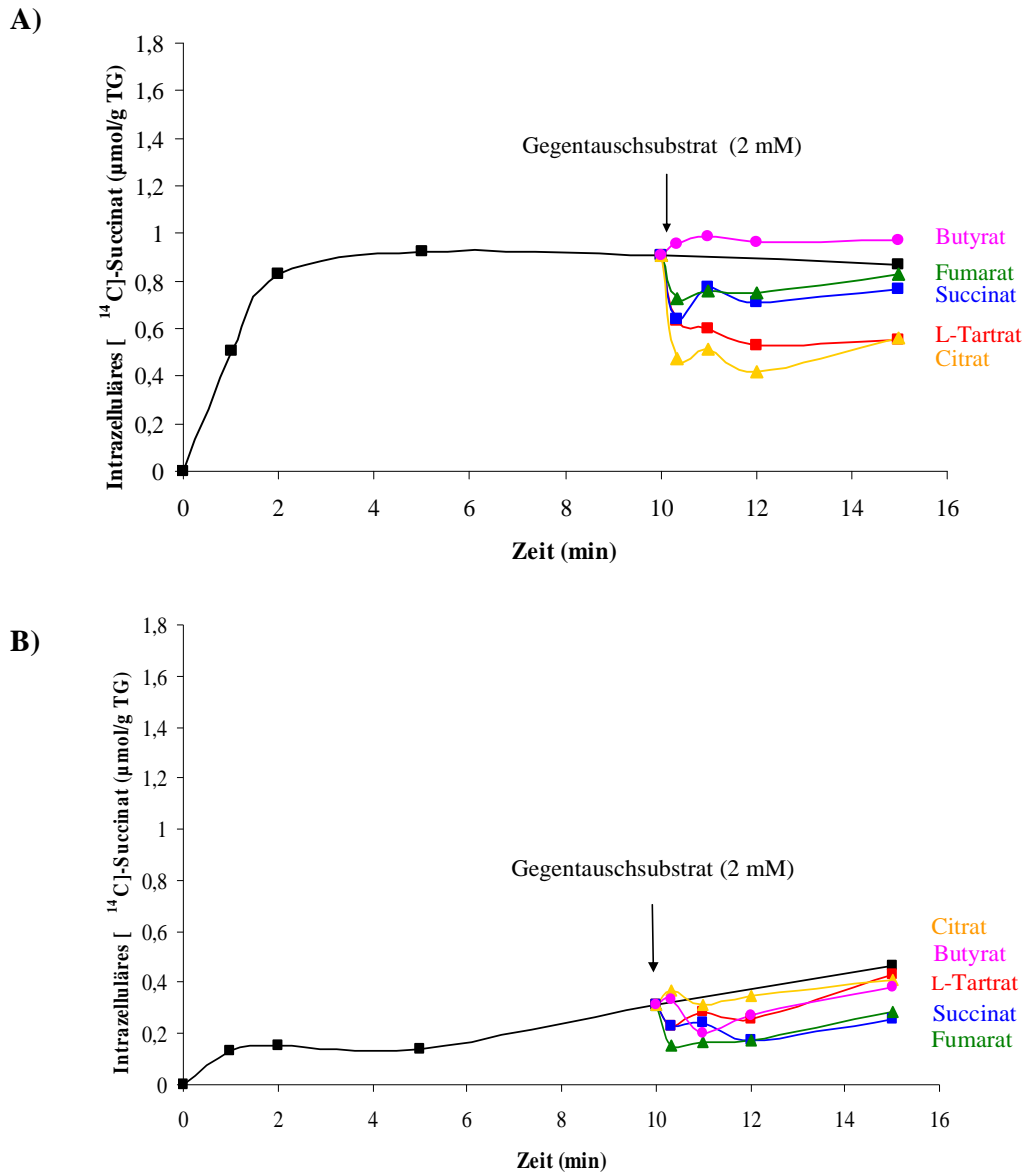 A)
Intrazelluläres [ ¹⁴C]-Succinat (µmol/g TG)
1,8
1,6
1,4
1,2
1
0,8
0,6
0,4
0,2
0
Gegentauschsubstrat (2 mM)
Butyrat
Fumarat
Succinat
L-Tartrat
Citrat
0 2 4 6 8 10 12 14 16
Zeit (min)
B)
Intrazelluläres [ ¹⁴C]-Succinat (µmol/g TG)
1,8
1,6
1,4
1,2
1
0,8
0,6
0,4
0,2
0
Gegentauschsubstrat (2 mM)
Citrat
Butyrat
L-Tartrat
Succinat
Fumarat
0 2 4 6 8 10 12 14 16
Zeit (min)